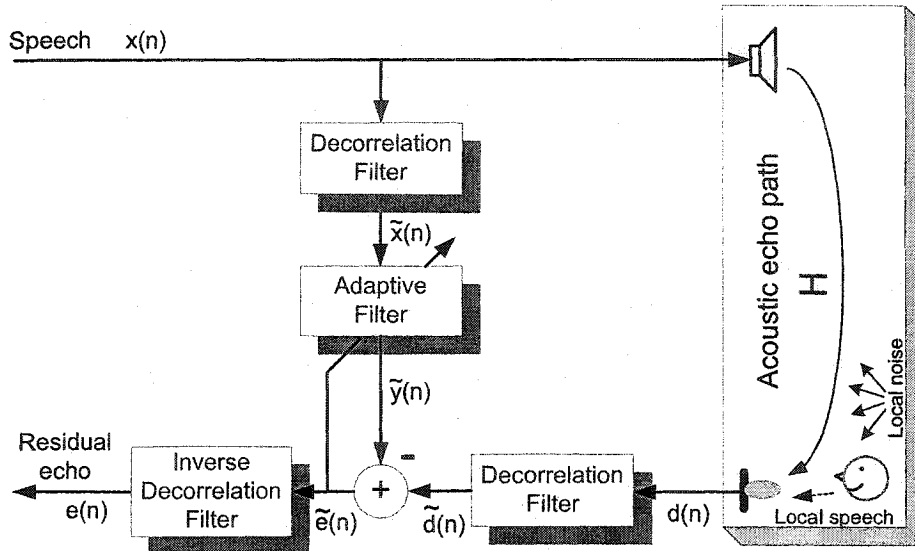 Speech x(n)
Decorrelation
Filter
x̃(n)
Adaptive
Filter
ỹ(n)
Acoustic echo path
H
Local noise
Residual
echo
e(n)
Inverse
Decorrelation
Filter
ẽ(n)
+
-
d̃(n)
Decorrelation
Filter
d(n)
Local speech